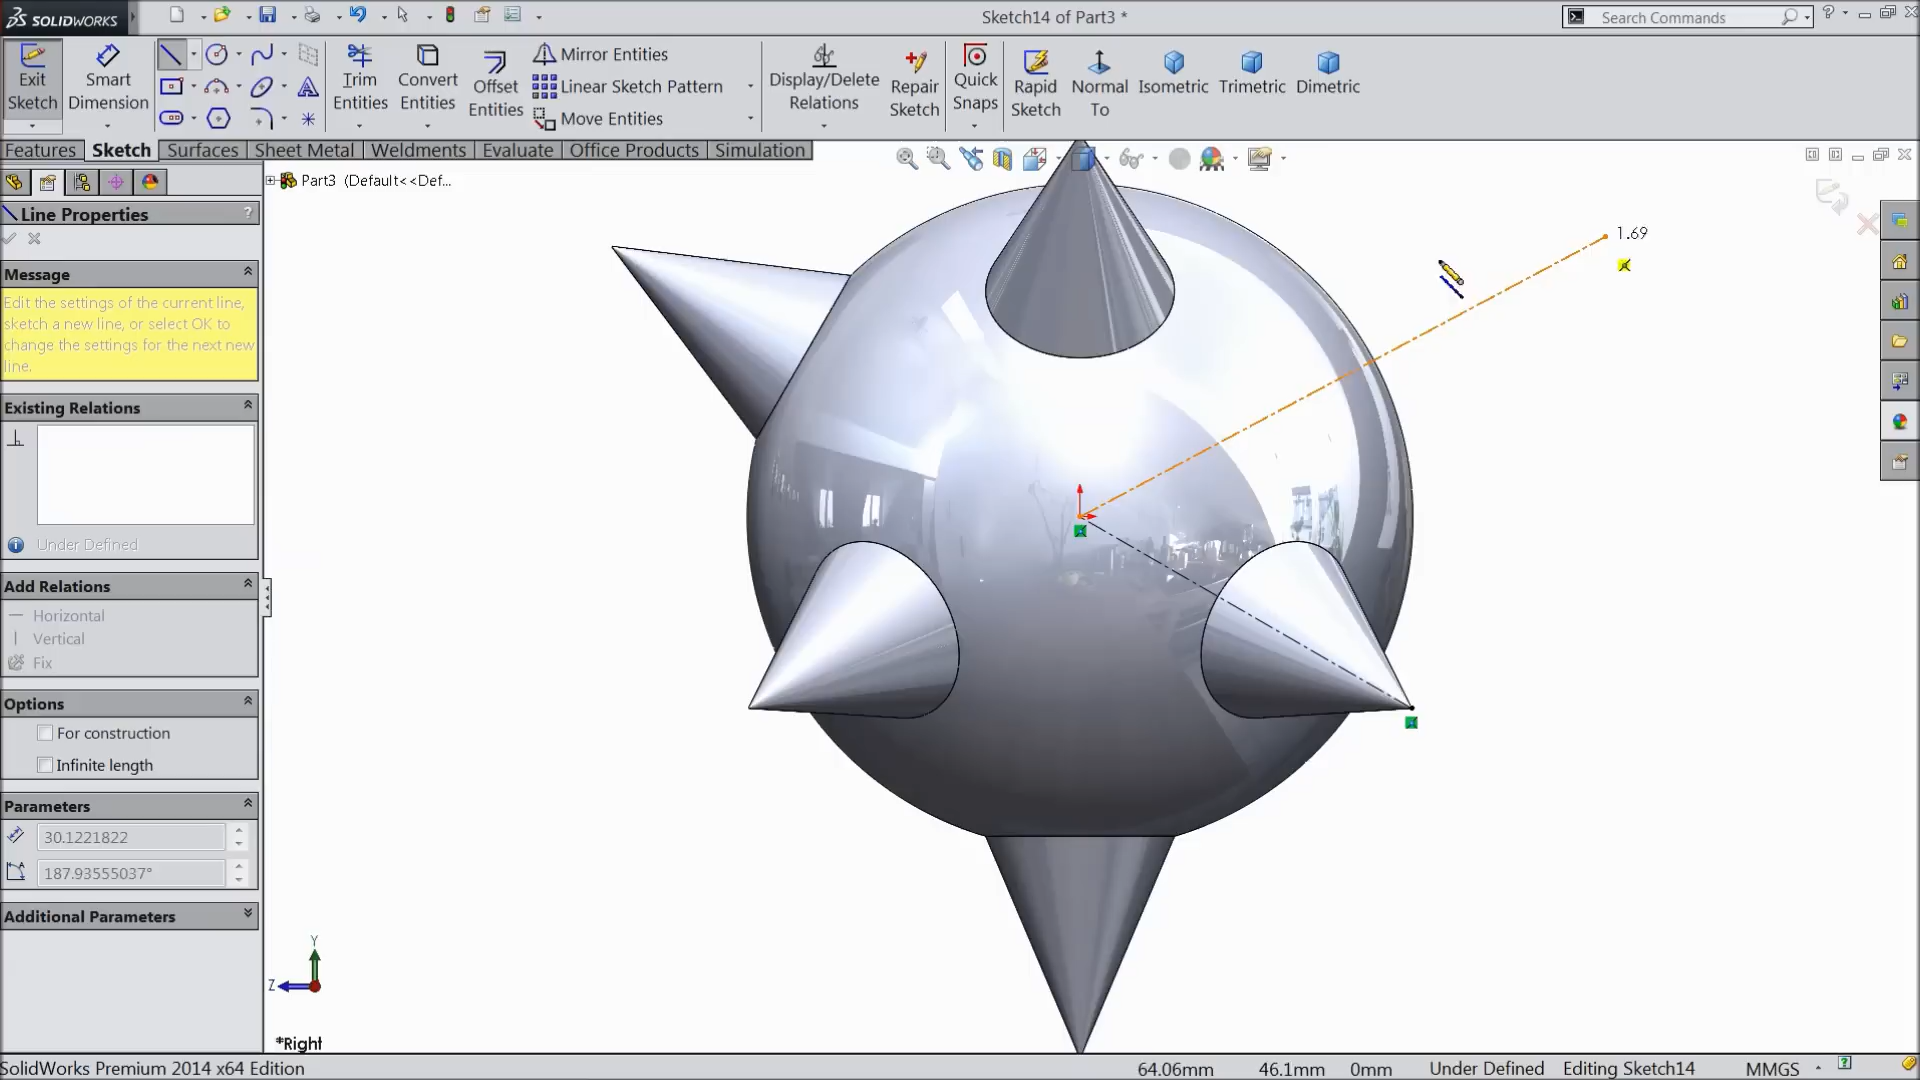 SOLIDWORKS
Sketch14 of Part3 *
Search Commands
?
Exit Sketch
Smart Dimension
Trim Entities
Convert Entities
Offset Entities
Mirror Entities
Linear Sketch Pattern
Move Entities
Display/Delete Relations
Repair Sketch
Quick Snaps
Rapid Sketch
Normal To
Isometric
Trimetric
Dimetric
Features
Sketch
Surfaces
Sheet Metal
Weldments
Evaluate
Office Products
Simulation
Part3 (Default<<Def...
Line Properties
?
Message
Edit the settings of the current line,
sketch a new line, or select OK to
change the settings for the next new
line.
Existing Relations
Under Defined
Add Relations
Horizontal
Vertical
Fix
Options
For construction
Infinite length
Parameters
30.1221822
187.93555037°
Additional Parameters
1.69
Y
Z
*Right
SolidWorks Premium 2014 x64 Edition
64.06mm
46.1mm
0mm
Under Defined
Editing Sketch14
MMGS
?